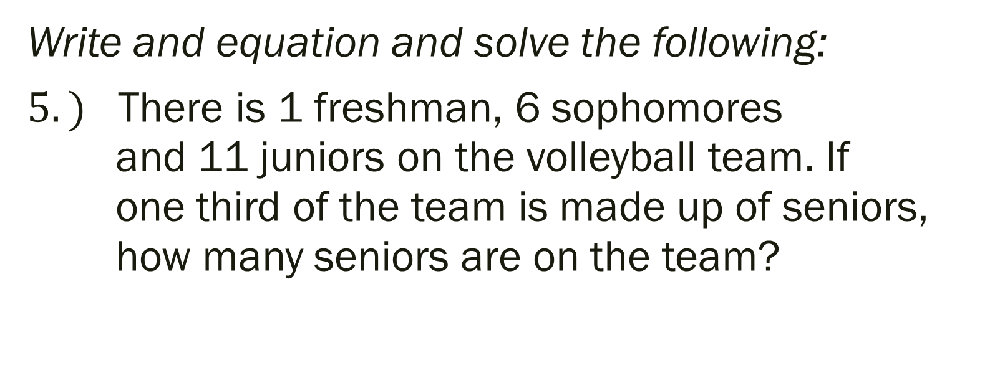 Write and equation and solve the following:
5. ) There is 1 freshman, 6 sophomores
and 11 juniors on the volleyball team. If
one third of the team is made up of seniors,
how many seniors are on the team?